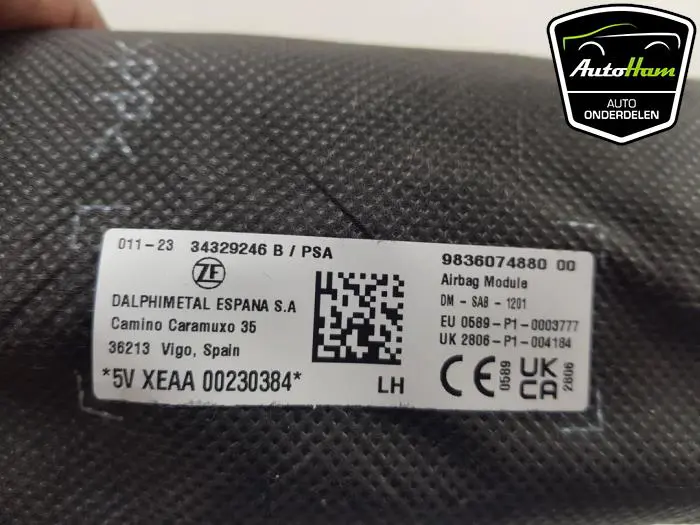 AutoHam
AUTO
ONDERDELEN
011-23 34329246 B / PSA
ZF
DALPHIMETAL ESPANA S.A
Camino Caramuxo 35
36213 Vigo, Spain
*5V XEAA 00230384*
LH
9836074880 00
Airbag Module
DM - SAB - 1201
EU 0589-P1-0003777
UK 2806-P1-004184
CE 0589 UK CA 2806